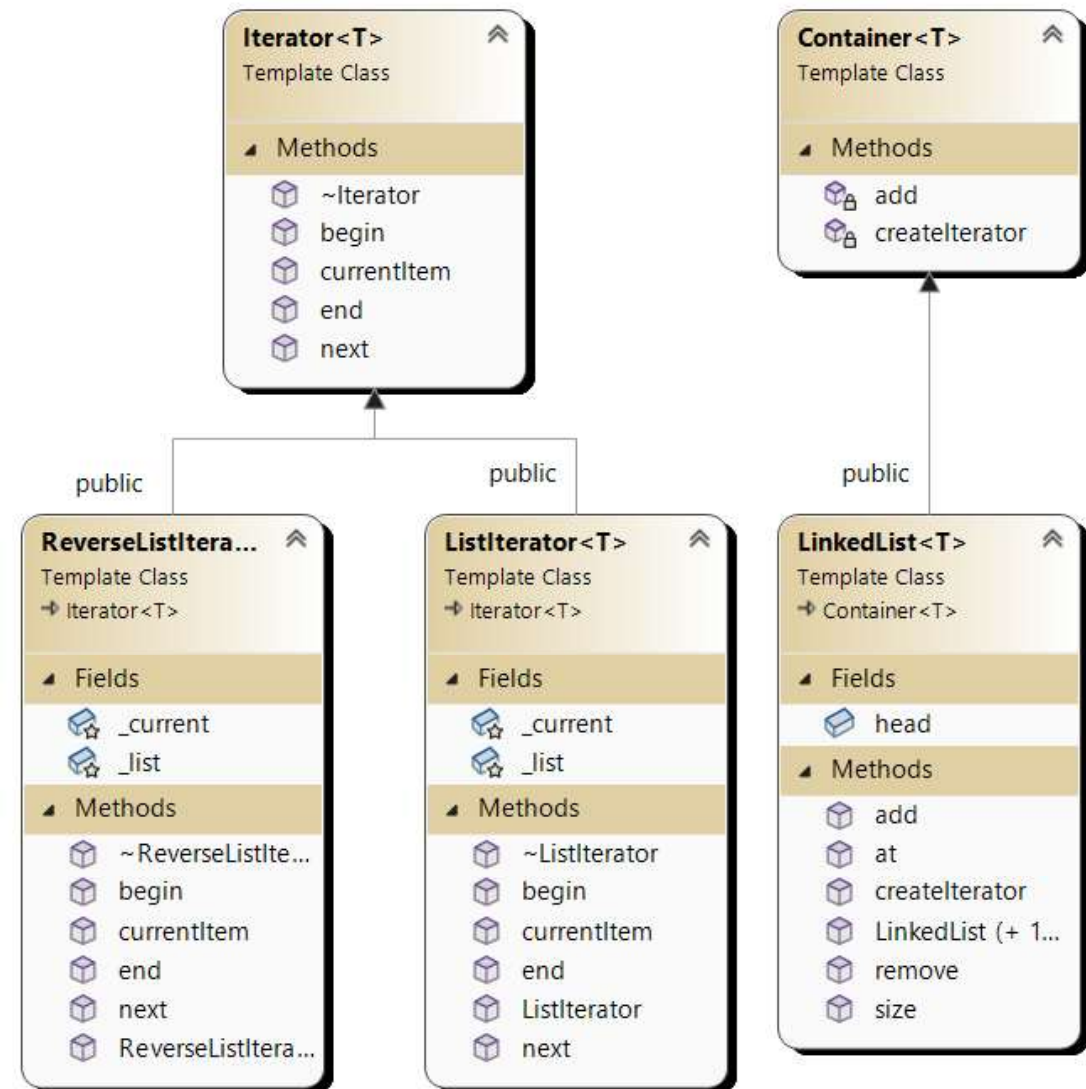 Iterator<T>
Template Class
Methods
~Iterator
begin
currentItem
end
next
Container<T>
Template Class
Methods
add
createIterator
public
public
public
ReverseListItera...
Template Class
Iterator<T>
Fields
_current
_list
Methods
~ReverseListIte...
begin
currentItem
end
next
ReverseListItera...
ListIterator<T>
Template Class
Iterator<T>
Fields
_current
_list
Methods
~ListIterator
begin
currentItem
end
ListIterator
next
LinkedList<T>
Template Class
Container<T>
Fields
head
Methods
add
at
createIterator
LinkedList (+ 1...
remove
size